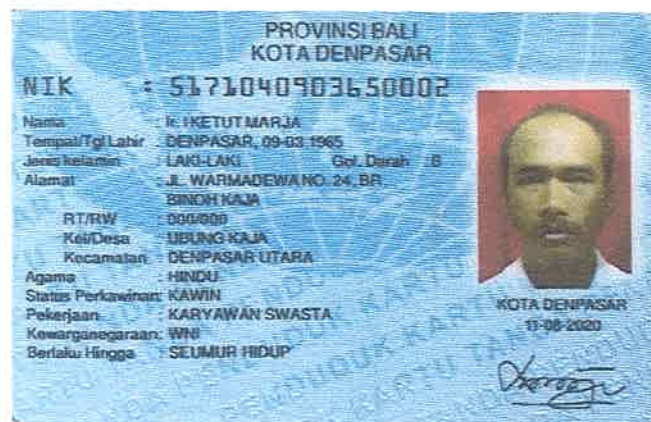 PROVINSI BALI
KOTA DENPASAR
NIK : 5171040903650002
Nama : Ir. I KETUT MARJA
Tempat/Tgl Lahir : DENPASAR, 09-03-1965
Jenis kelamin : LAKI-LAKI Gol. Darah : B
Alamat : JL. WARMADEWA NO. 24, BR.
BINOH KAJA
RT/RW : 000/000
Kel/Desa : UBUNG KAJA
Kecamatan : DENPASAR UTARA
Agama : HINDU
Status Perkawinan: KAWIN
Pekerjaan : KARYAWAN SWASTA
Kewarganegaraan: WNI
Berlaku Hingga : SEUMUR HIDUP
KOTA DENPASAR
11-08-2020